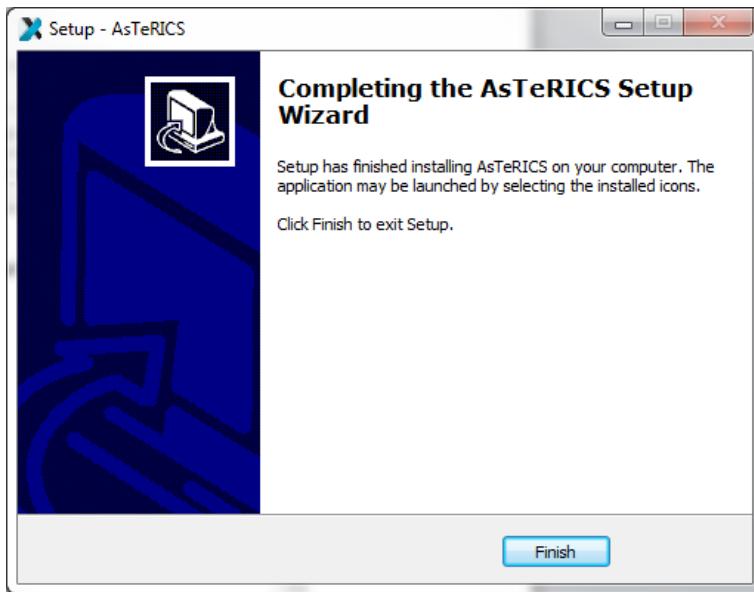 Setup - AsTeRICS
Completing the AsTeRICS Setup
Wizard
Setup has finished installing AsTeRICS on your computer. The
application may be launched by selecting the installed icons.
Click Finish to exit Setup.
Finish